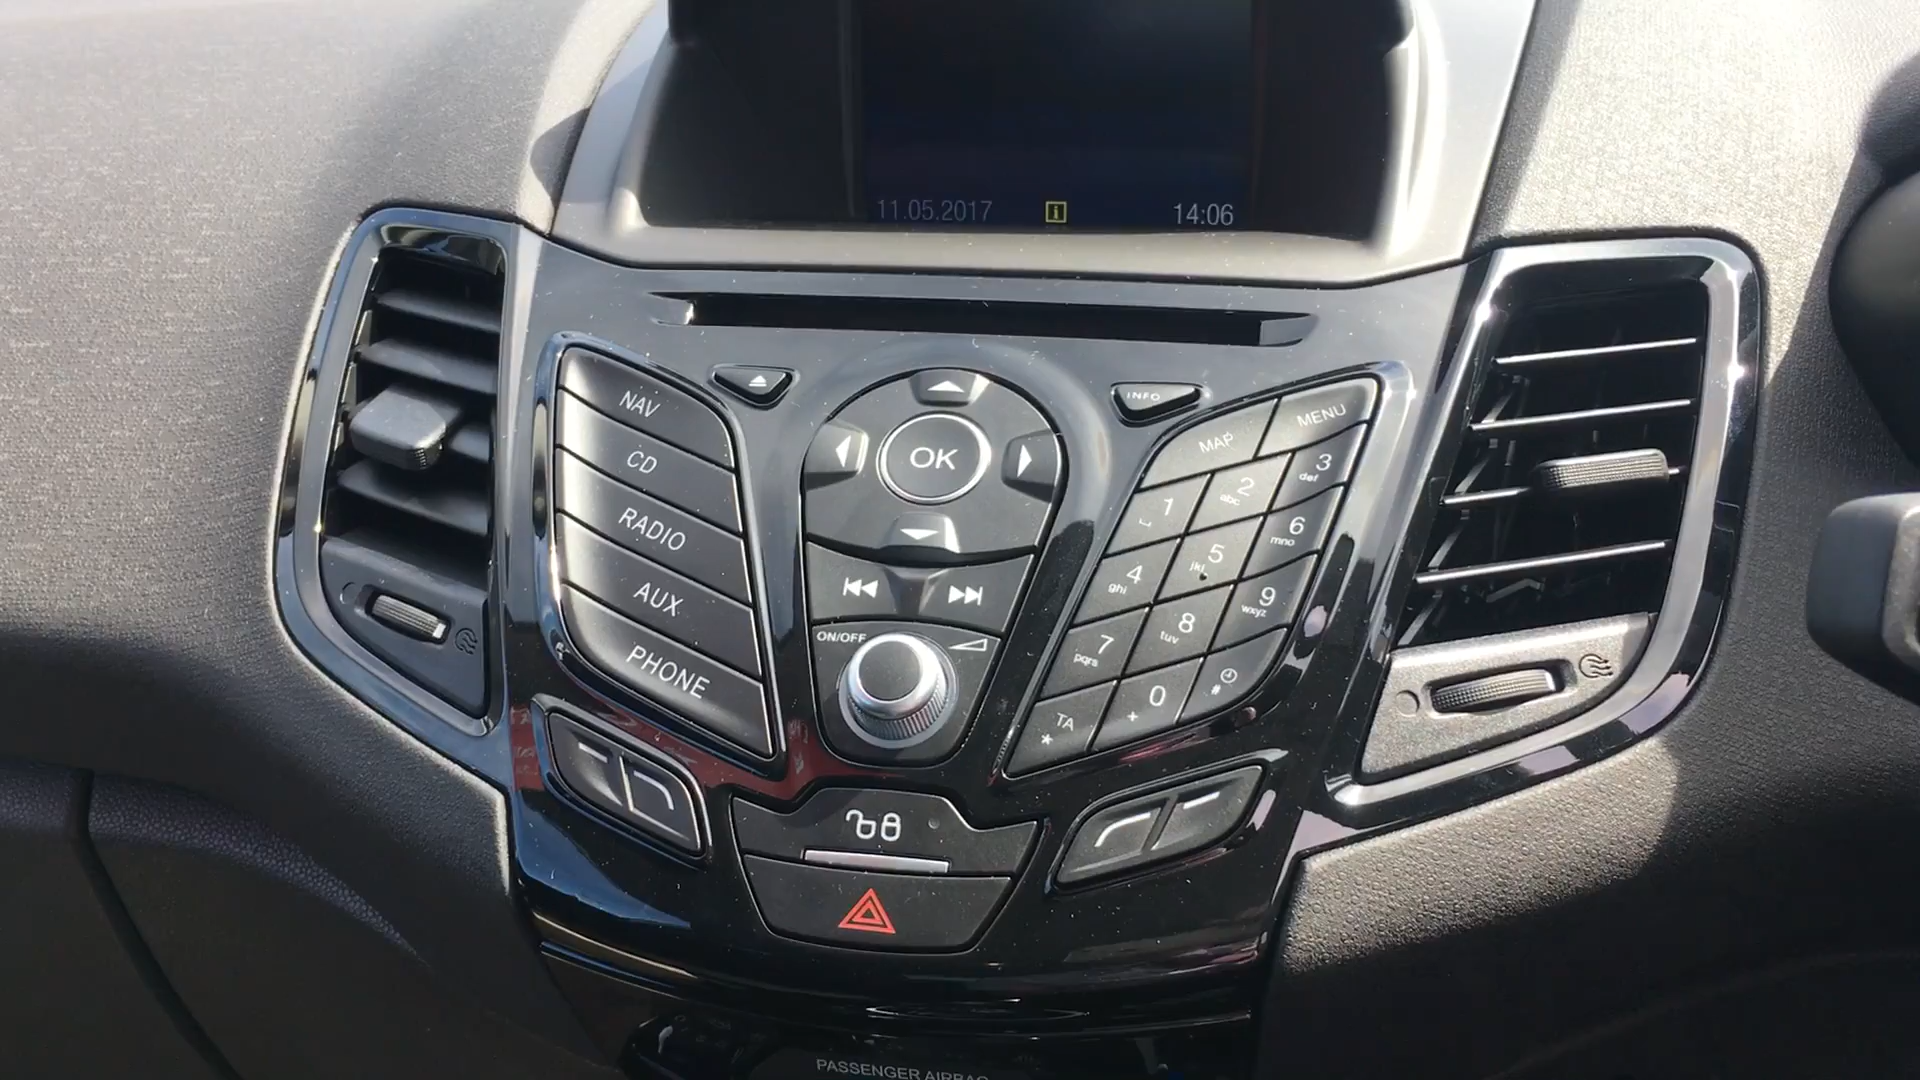 11.05.2017 i 14:06
NAV
CD
RADIO
AUX
PHONE
OK
ON/OFF
INFO
MAP MENU
1 2 abc 3 def
4 ghi 5 jkl 6 mno
7 pqrs 8 tuv 9 wxyz
TA * 0 + #
PASSENGER AIRBAG